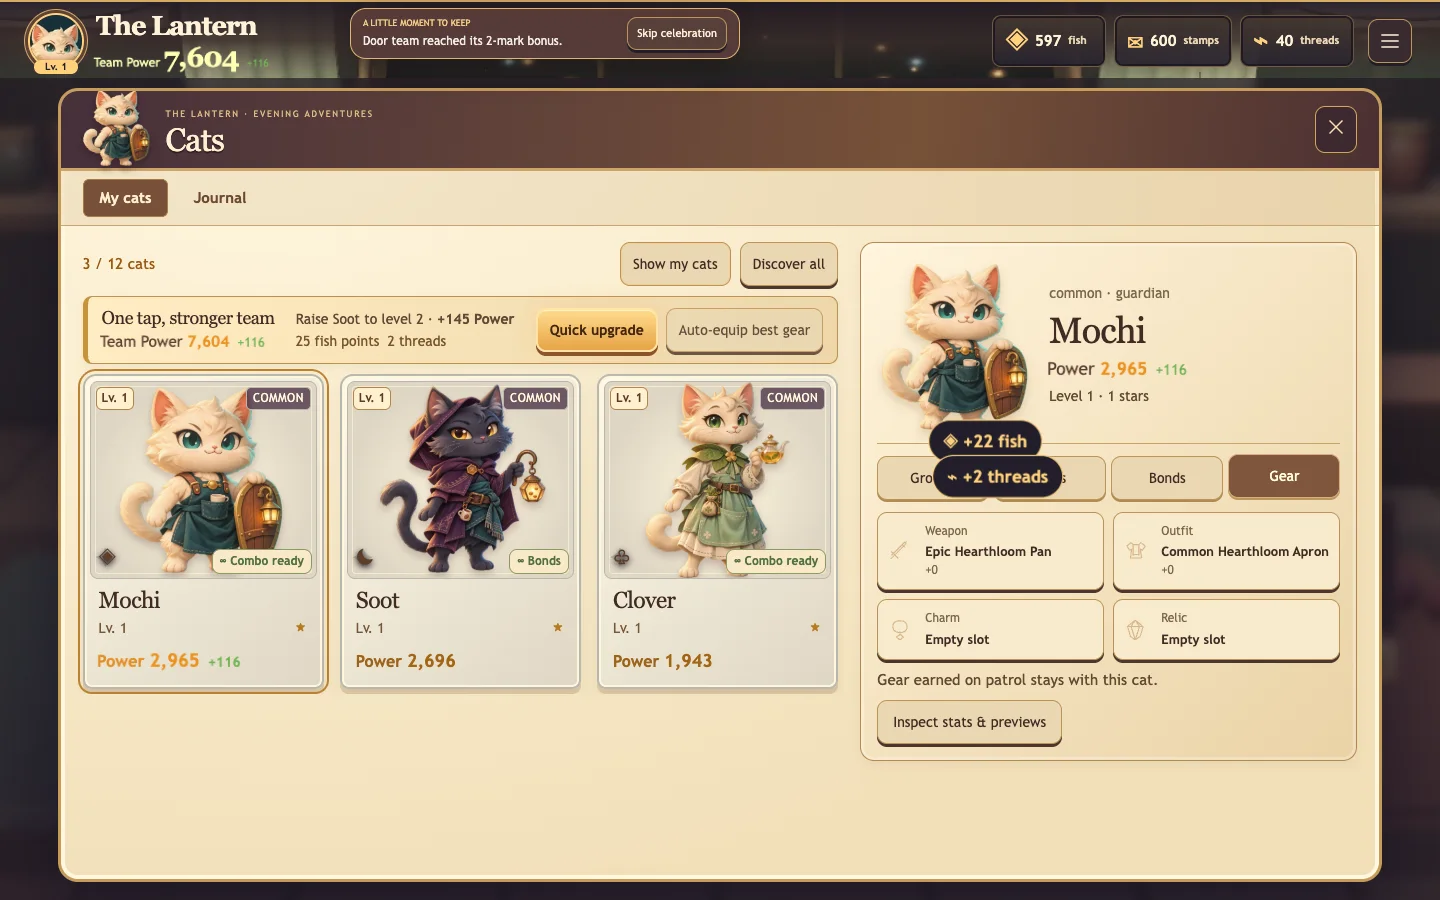 The Lantern
Lv. 1
Team Power 7,604 +116
A LITTLE MOMENT TO KEEP
Door team reached its 2-mark bonus.
Skip celebration
597 fish
600 stamps
40 threads
THE LANTERN · EVENING ADVENTURES
Cats
My cats
Journal
3 / 12 cats
Show my cats
Discover all
One tap, stronger team
Team Power 7,604 +116
Raise Soot to level 2 · +145 Power
25 fish points 2 threads
Quick upgrade
Auto-equip best gear
Lv. 1
COMMON
∞ Combo ready
Mochi
Lv. 1
Power 2,965 +116
Lv. 1
COMMON
∞ Bonds
Soot
Lv. 1
Power 2,696
Lv. 1
COMMON
∞ Combo ready
Clover
Lv. 1
Power 1,943
common · guardian
Mochi
Power 2,965 +116
Level 1 · 1 stars
+22 fish
+2 threads
Bonds
Gear
Weapon
Epic Hearthloom Pan
+0
Outfit
Common Hearthloom Apron
+0
Charm
Empty slot
Relic
Empty slot
Gear earned on patrol stays with this cat.
Inspect stats & previews